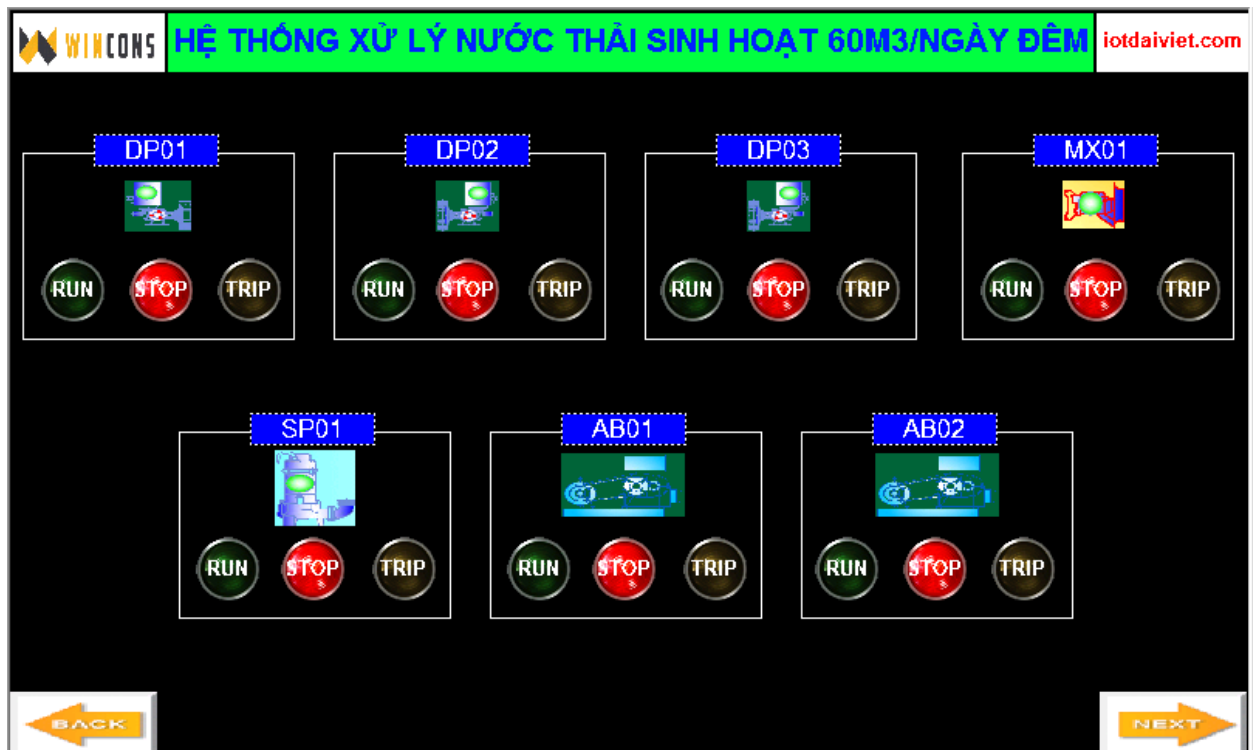 WINCONS HỆ THỐNG XỬ LÝ NƯỚC THẢI SINH HOẠT 60M3/NGÀY ĐÊM iotdaiviet.com
DP01 DP02 DP03 MX01
RUN STOP TRIP RUN STOP TRIP RUN STOP TRIP RUN STOP TRIP
SP01 AB01 AB02
RUN STOP TRIP RUN STOP TRIP RUN STOP TRIP
BACK NEXT